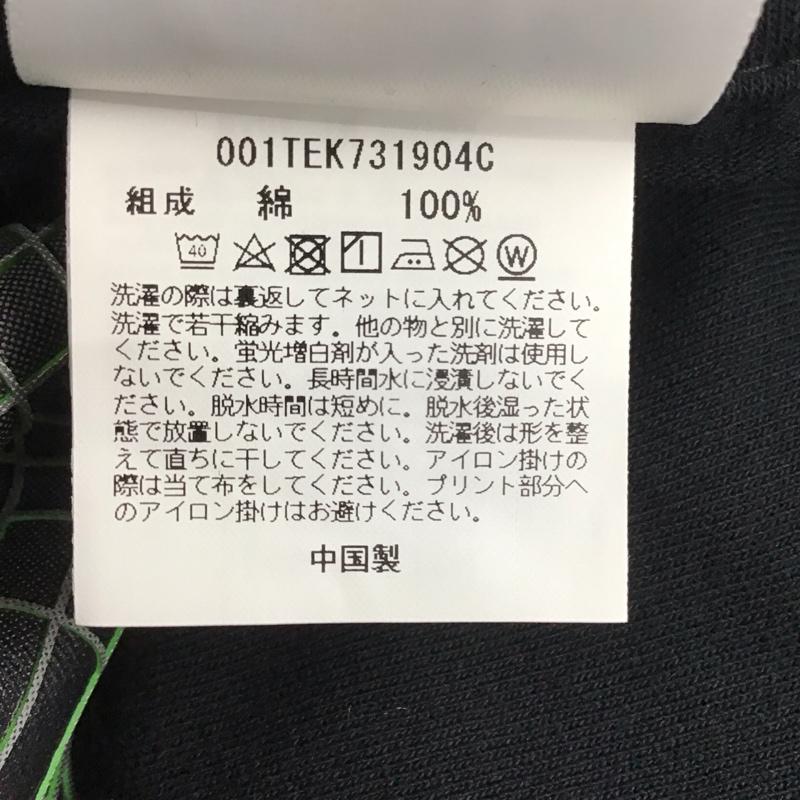 001TEK731904C
組成 綿 100%
40 W
洗濯の際は裏返してネットに入れてください。
洗濯で若干縮みます。他の物と別に洗濯して
ください。蛍光増白剤が入った洗剤は使用し
ないでください。長時間水に浸漬しないでく
ださい。脱水時間は短めに。脱水後湿った状
態で放置しないでください。洗濯後は形を整
えて直ちに干してください。アイロン掛けの
際は当て布をしてください。プリント部分へ
のアイロン掛けはお避けください。
中国製